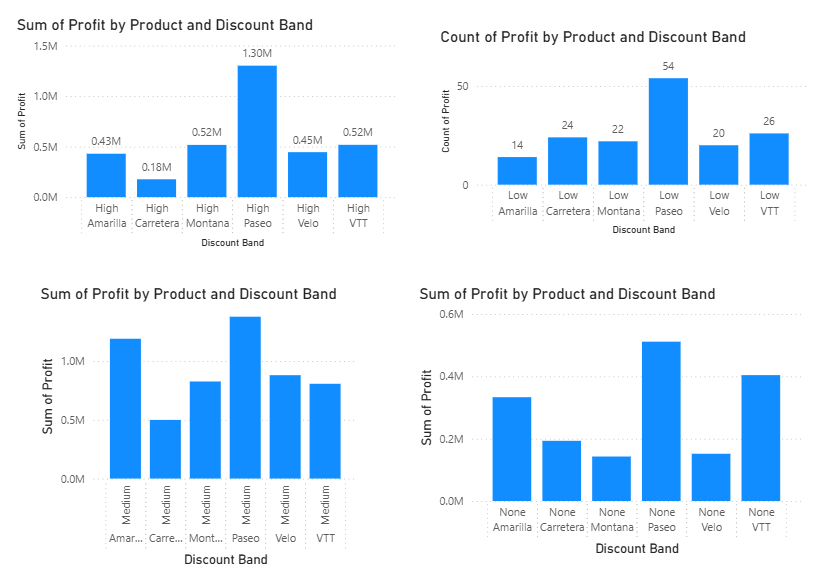 Sum of Profit by Product and Discount Band
1.5M
1.0M
0.5M
0.0M
Sum of Profit
0.43M
0.18M
0.52M
1.30M
0.45M
0.52M
High High High High High High
Amarilla Carretera Montana Paseo Velo VTT
Discount Band
Count of Profit by Product and Discount Band
50
0
Count of Profit
14
24
22
54
20
26
Low Low Low Low Low Low
Amarilla Carretera Montana Paseo Velo VTT
Discount Band
Sum of Profit by Product and Discount Band
1.0M
0.5M
0.0M
Sum of Profit
Medium Medium Medium Medium Medium Medium
Amar... Carre... Mont... Paseo Velo VTT
Discount Band
Sum of Profit by Product and Discount Band
0.6M
0.4M
0.2M
0.0M
Sum of Profit
None None None None None None
Amarilla Carretera Montana Paseo Velo VTT
Discount Band